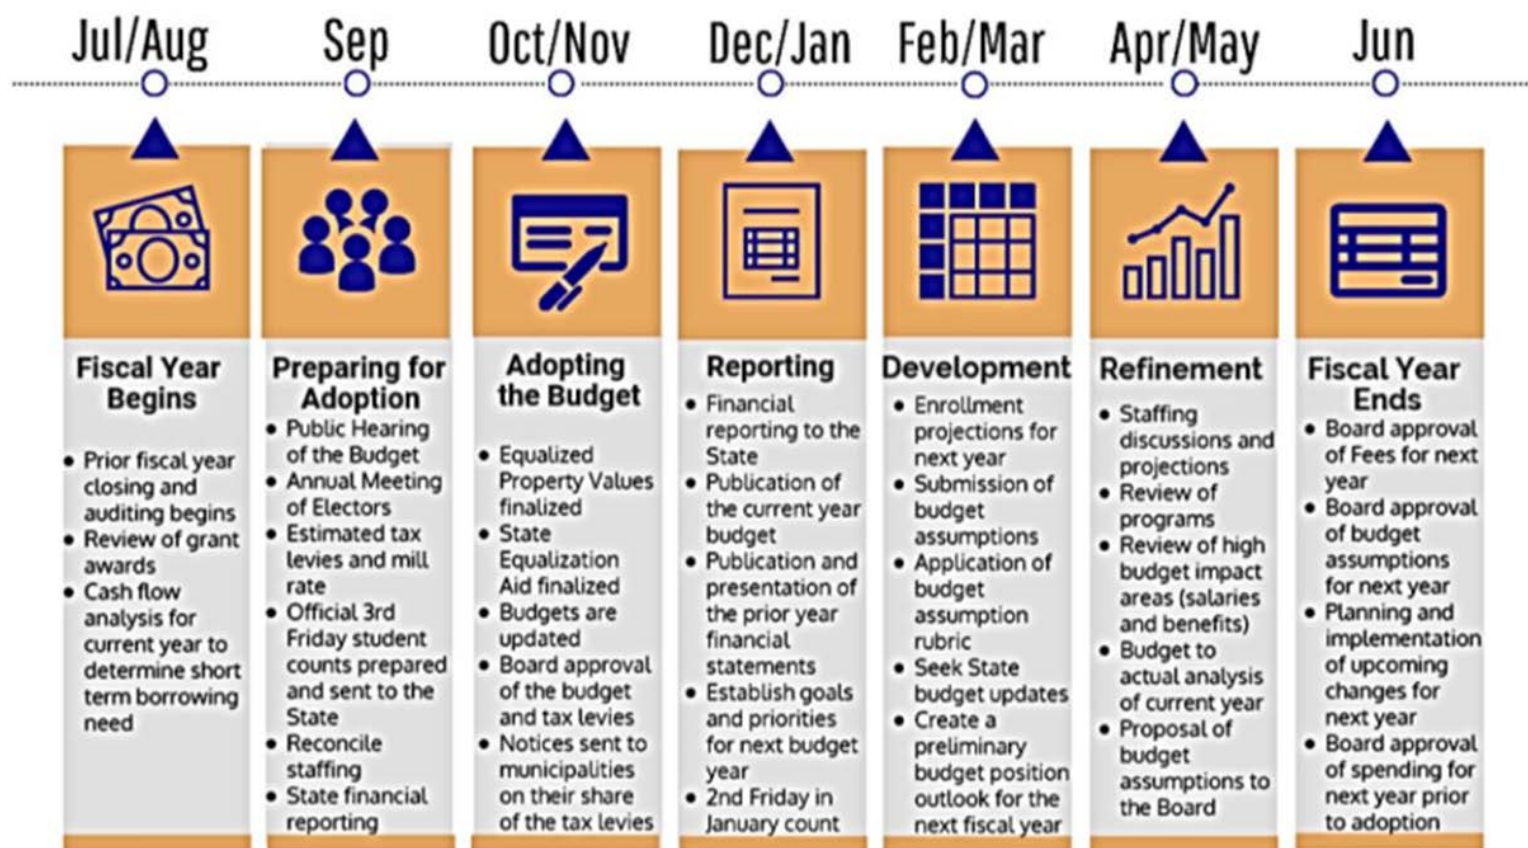 Jul/Aug
Sep
Oct/Nov
Dec/Jan
Feb/Mar
Apr/May
Jun
Fiscal Year
Begins
• Prior fiscal year
closing and
auditing begins
• Review of grant
awards
• Cash flow
analysis for
current year to
determine short
term borrowing
need
Preparing for
Adoption
• Public Hearing
of the Budget
• Annual Meeting
of Electors
• Estimated tax
levies and mill
rate
• Official 3rd
Friday student
counts prepared
and sent to the
State
• Reconcile
staffing
• State financial
reporting
Adopting
the Budget
• Equalized
Property Values
finalized
• State
Equalization
Aid finalized
• Budgets are
updated
• Board approval
of the budget
and tax levies
• Notices sent to
municipalities
on their share
of the tax levies
Reporting
• Financial
reporting to the
State
• Publication of
the current year
budget
• Publication and
presentation of
the prior year
financial
statements
• Establish goals
and priorities
for next budget
year
• 2nd Friday in
January count
Development
• Enrollment
projections for
next year
• Submission of
budget
assumptions
• Application of
budget
assumption
rubric
• Seek State
budget updates
• Create a
preliminary
budget position
outlook for the
next fiscal year
Refinement
• Staffing
discussions and
projections
• Review of
programs
• Review of high
budget impact
areas (salaries
and benefits)
• Budget to
actual analysis
of current year
• Proposal of
budget
assumptions to
the Board
Fiscal Year
Ends
• Board approval
of Fees for next
year
• Board approval
of budget
assumptions
for next year
• Planning and
implementation
of upcoming
changes for
next year
• Board approval
of spending for
next year prior
to adoption